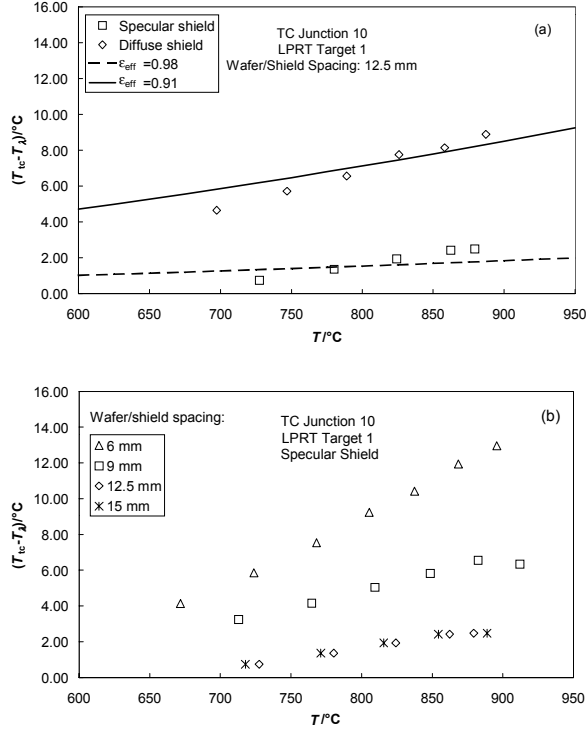 16.00
14.00
12.00
10.00
8.00
6.00
4.00
2.00
0.00
(Ttc-Tλ)/°C
Specular shield
Diffuse shield
εeff =0.98
εeff =0.91
TC Junction 10
LPRT Target 1
Wafer/Shield Spacing: 12.5 mm
(a)
600 650 700 750 800 850 900 950
T/°C
16.00
14.00
12.00
10.00
8.00
6.00
4.00
2.00
0.00
(Ttc-Tλ)/°C
Wafer/shield spacing:
6 mm
9 mm
12.5 mm
15 mm
TC Junction 10
LPRT Target 1
Specular Shield
(b)
600 650 700 750 800 850 900 950
T/°C